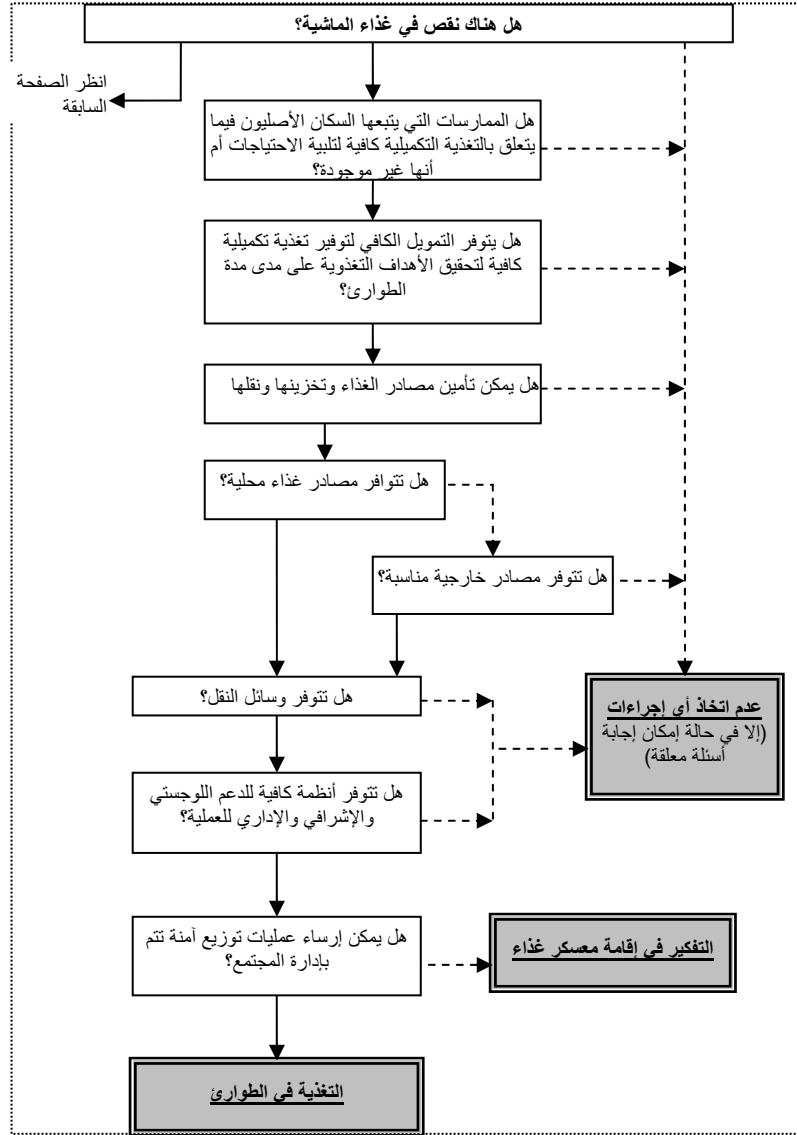 هل هناك نقص في غذاء الماشية؟
انظر الصفحة
السابقة
هل الممارسات التي يتبعها السكان الأصليون فيما
يتعلق بالتغذية التكميلية كافية لتلبية الاحتياجات أم
أنها غير موجودة؟
هل يتوفر التمويل الكافي لتوفير تغذية تكميلية
كافية لتحقيق الأهداف التغذوية على مدى مدة
الطوارئ؟
هل يمكن تأمين مصادر الغذاء وتخزينها ونقلها
هل تتوافر مصادر غذاء محلية؟
هل تتوفر مصادر خارجية مناسبة؟
هل تتوفر وسائل النقل؟
عدم اتخاذ أي إجراءات
(إلا في حالة إمكان إجابة
أسئلة معلقة)
هل تتوفر أنظمة كافية للدعم اللوجستي
والإشرافي والإداري للعملية؟
هل يمكن إرساء عمليات توزيع آمنة تتم
بإدارة المجتمع؟
التفكير في إقامة معسكر غذاء
التغذية في الطوارئ